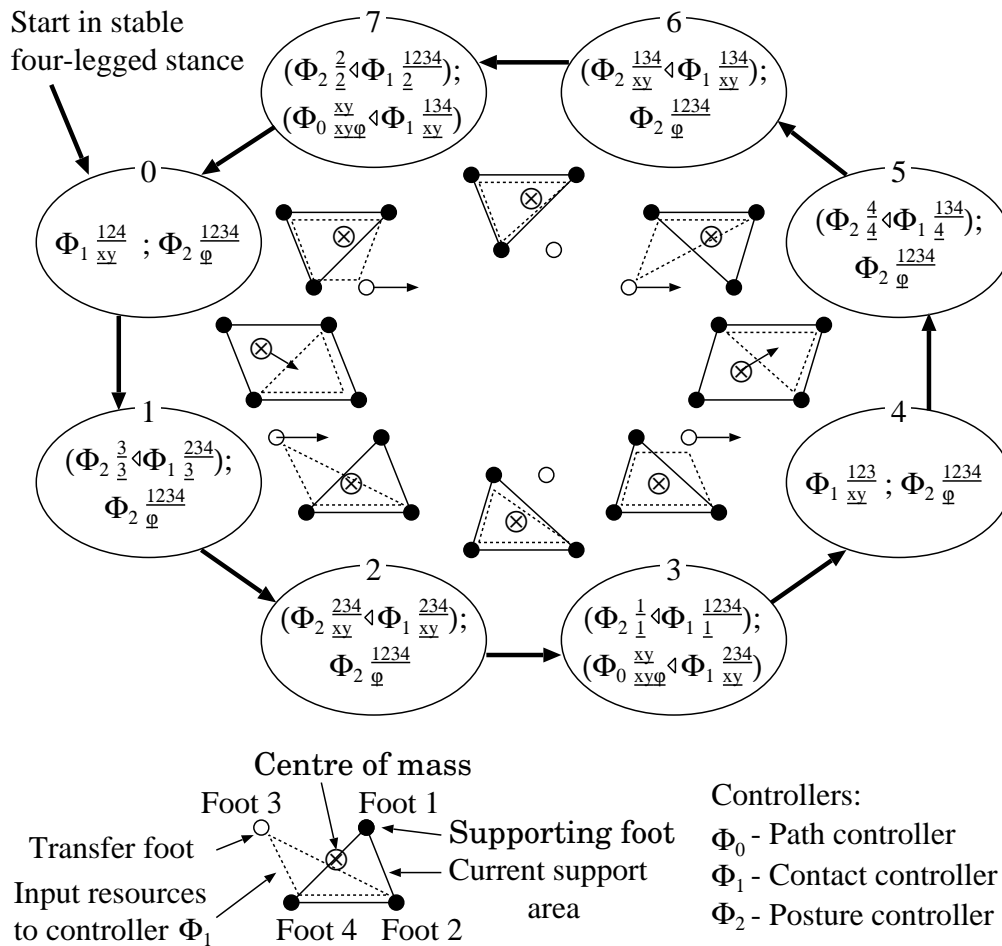 Start in stable
four-legged stance
7
(Φ₂ 2/2 ◁ Φ₁ 1234/2);
(Φ₀ xy/xyφ ◁ Φ₁ 134/xy)
6
(Φ₂ 134/xy ◁ Φ₁ 134/xy);
Φ₂ 1234/φ
0
Φ₁ 124/xy ; Φ₂ 1234/φ
5
(Φ₂ 4/4 ◁ Φ₁ 134/4);
Φ₂ 1234/φ
1
(Φ₂ 3/3 ◁ Φ₁ 234/3);
Φ₂ 1234/φ
4
Φ₁ 123/xy ; Φ₂ 1234/φ
2
(Φ₂ 234/xy ◁ Φ₁ 234/xy);
Φ₂ 1234/φ
3
(Φ₂ 1/1 ◁ Φ₁ 1234/1);
(Φ₀ xy/xyφ ◁ Φ₁ 234/xy)
Centre of mass
Foot 3
Foot 1
Transfer foot
Supporting foot
Input resources
to controller Φ₁
Current support
area
Foot 4
Foot 2
Controllers:
Φ₀ - Path controller
Φ₁ - Contact controller
Φ₂ - Posture controller